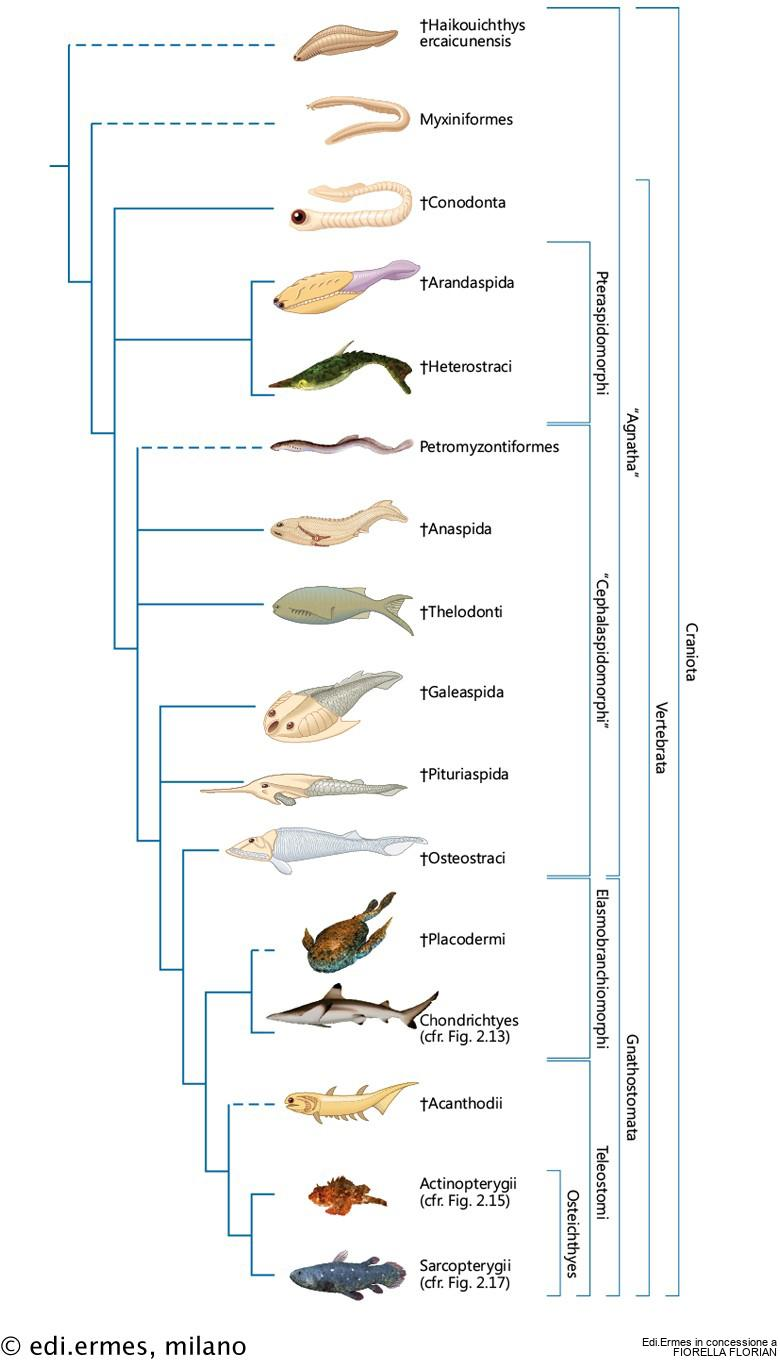 †Haikouichthys
ercaicunensis
Myxiniformes
†Conodonta
†Arandaspida
†Heterostraci
Petromyzontiformes
†Anaspida
†Thelodonti
†Galeaspida
†Pituriaspida
†Osteostraci
†Placodermi
Chondrichtyes
(cfr. Fig. 2.13)
†Acanthodii
Actinopterygii
(cfr. Fig. 2.15)
Sarcopterygii
(cfr. Fig. 2.17)
Pteraspidomorphi
"Cephalaspidomorphi"
Elasmobranchiomorphi
Teleostomi
Osteichthyes
"Agnatha"
Gnathostomata
Vertebrata
Craniota
© edi.ermes, milano
Edi.Ermes in concessione a
FIORELLA FLORIAN